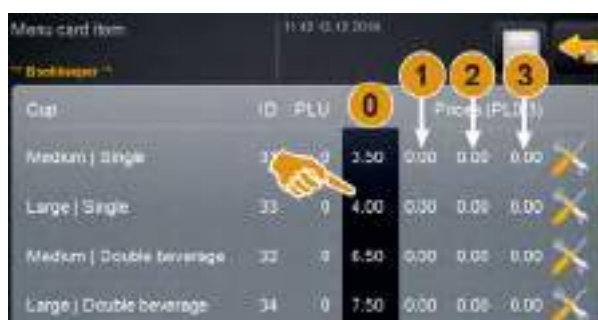 Menu card item 11:42 12.12.2018
** Bookkeeper **
1 2 3
Cup ID PLU 0 Prices (PLU)
Medium | Single 0 3.50 0.00 0.00 0.00
Large | Single 33 0 4.00 0.00 0.00 0.00
Medium | Double beverage 32 0 6.50 0.00 0.00 0.00
Large | Double beverage 34 0 7.50 0.00 0.00 0.00